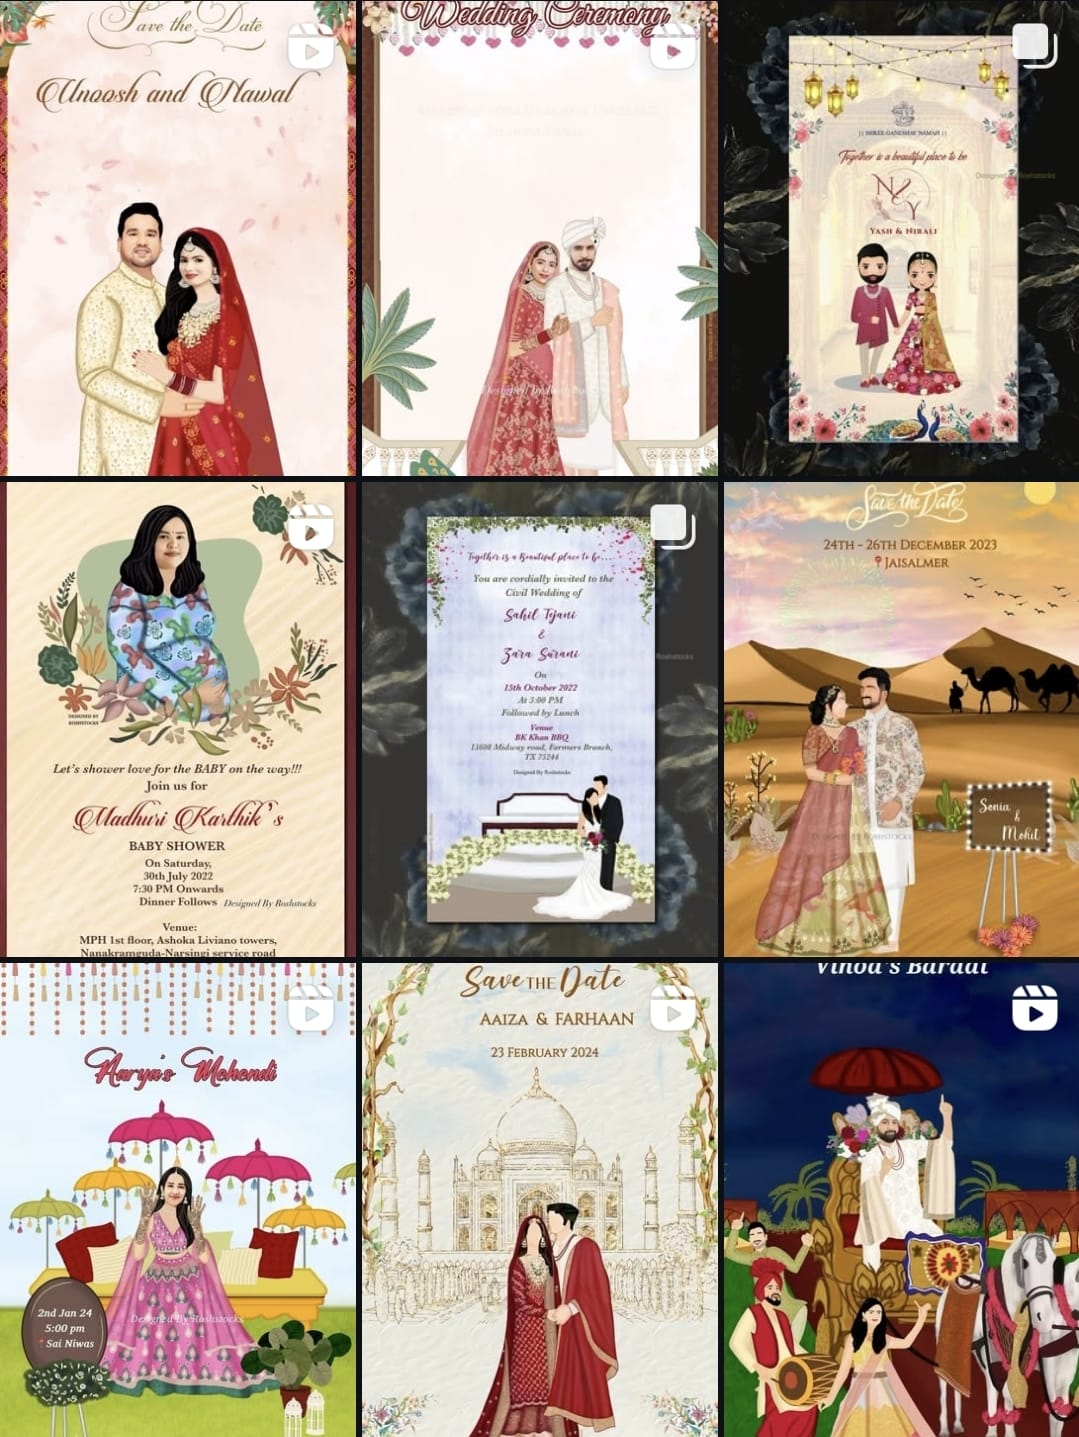 Save the Date
Unoosh and Nawal
Wedding Ceremony
Designed By Roshstocks
|| SHREE GANESHAY NAMAH ||
Together is a beautiful place to be
N & Y
YASH & NIRALI
Designed By Roshstocks
DESIGNED BY
ROSHSTOCKS
Let's shower love for the BABY on the way!!!
Join us for
Madhuri Karthik's
BABY SHOWER
On Saturday,
30th July 2022
7:30 PM Onwards
Dinner Follows
Designed By Roshstocks
Venue:
MPH 1st floor, Ashoka Liviano towers,
Nanakramguda-Narsingi service road
Together is a Beautiful place to be...
You are cordially invited to the
Civil Wedding of
Sahil Tejani
&
Zara Surani
On
15th October 2022
At 3:00 PM
Followed by Lunch
Venue
BK Khan BBQ
13608 Midway road, Farmers Branch,
TX 75244
Designed By Roshstocks
Roshstocks
Save the Date
24TH - 26TH DECEMBER 2023
JAISALMER
Sonia
&
Mohit
DESIGNED BY ROSHSTOCKS
Aarya's Mehendi
2nd Jan 24
5:00 pm
Sai Niwas
Designed By Roshstocks
Save THE Date
AAIZA & FARHAAN
23 FEBRUARY 2024
Vinod's Baraat